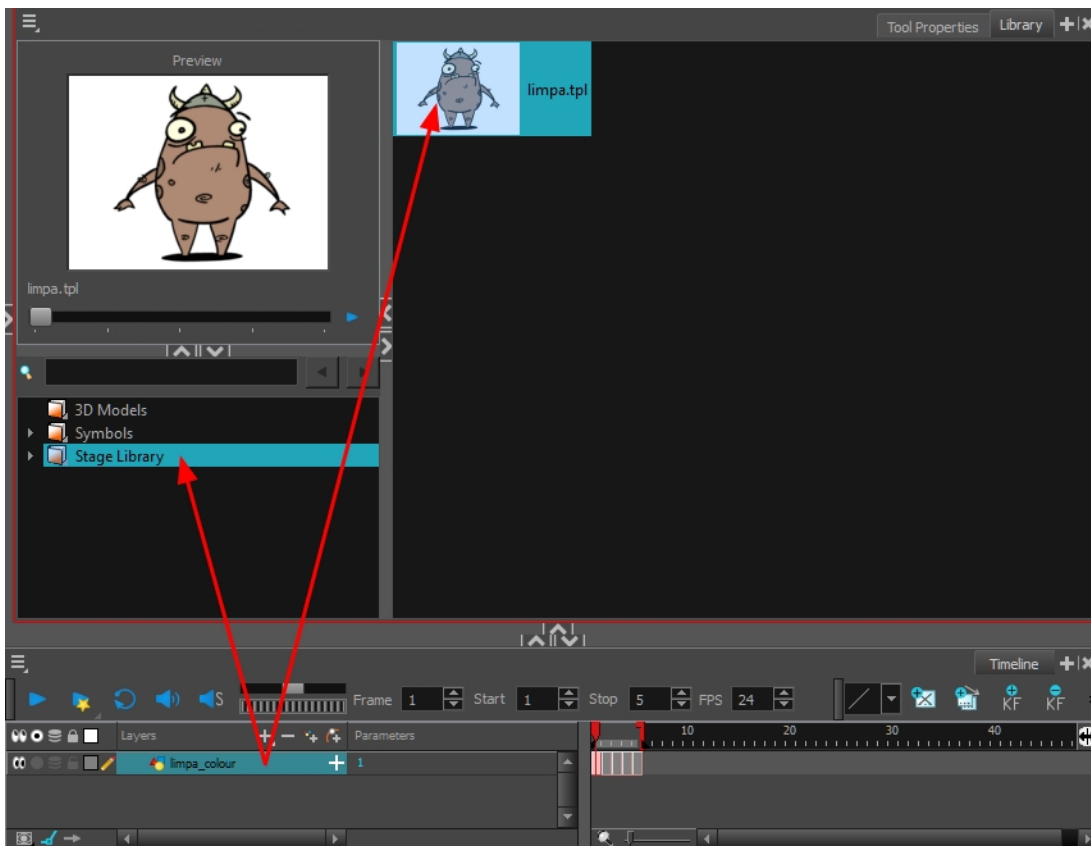 Tool Properties Library
Preview
limpa.tpl
limpa.tpl
3D Models
Symbols
Stage Library
Timeline
S Frame 1 Start 1 Stop 5 FPS 24 KF KF
Layers Parameters 10 20 30 40
limpa_colour 1